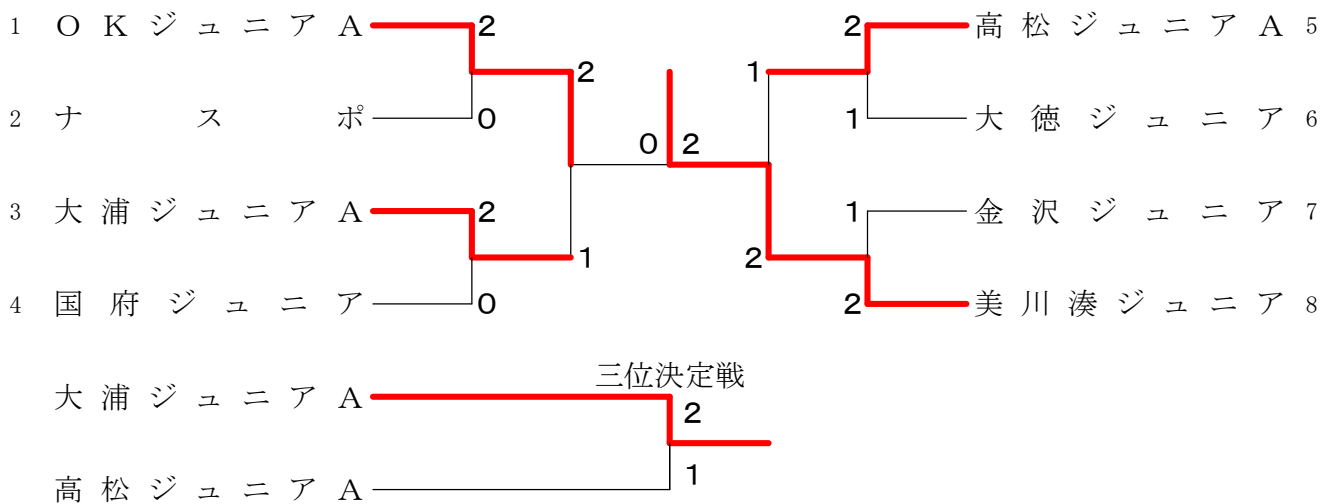 1 OKジュニアA 2 2 高松ジュニアA 5
2 1
2 ナスポ 0 1 大徳ジュニア 6
0 2
3 大浦ジュニアA 2 1 金沢ジュニア 7
1 2
4 国府ジュニア 0 2 美川湊ジュニア 8
三位決定戦
大浦ジュニアA 2
高松ジュニアA 1